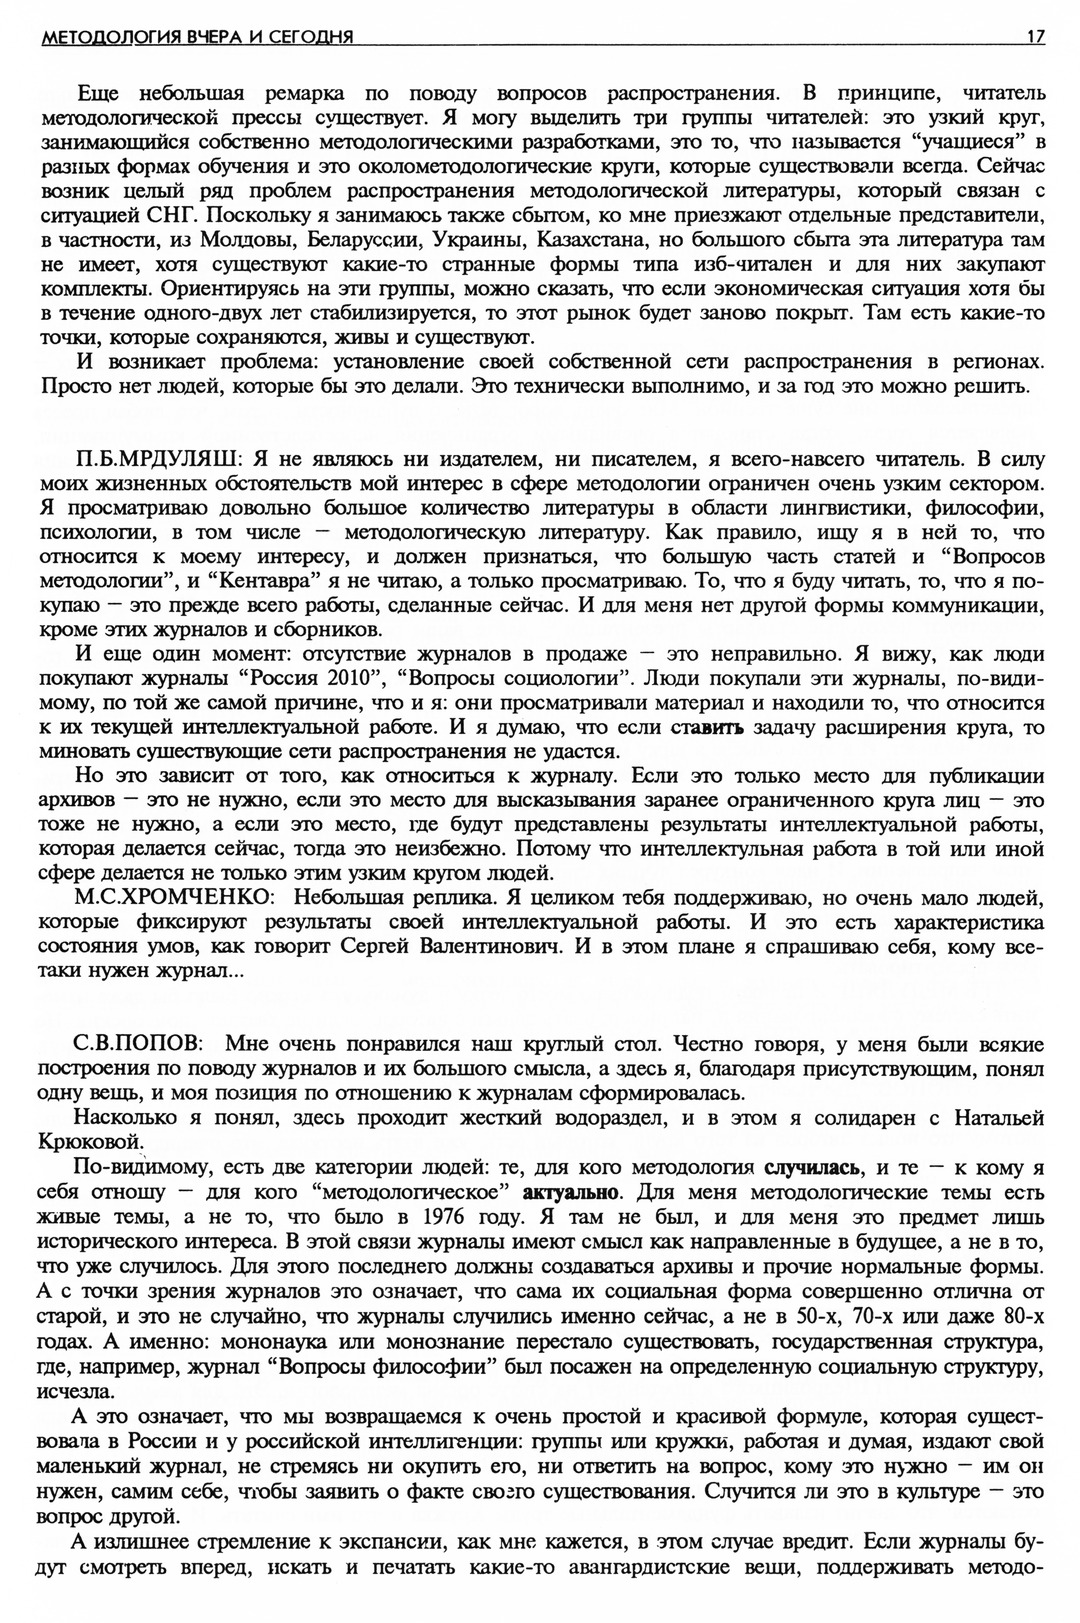 МЕТОДОЛОГИЯ ВЧЕРА И СЕГОДНЯ 17
Еще небольшая ремарка по поводу вопросов распространения. В принципе, читатель
методологической прессы существует. Я могу выделить три группы читателей: это узкий круг,
занимающийся собственно методологическими разработками, это то, что называется “учащиеся” в
разных формах обучения и это околометодологические круги, которые существовали всегда. Сейчас
возник целый ряд проблем распространения методологической литературы, который связан с
ситуацией СНГ. Поскольку я занимаюсь также сбытом, ко мне приезжают отдельные представители,
в частности, из Молдовы, Беларуссии, Украины, Казахстана, но большого сбыта эта литература там
не имеет, хотя существуют какие-то странные формы типа изб-читален и для них закупают
комплекты. Ориентируясь на эти группы, можно сказать, что если экономическая ситуация хотя бы
в течение одного-двух лет стабилизируется, то этот рынок будет заново покрыт. Там есть какие-то
точки, которые сохраняются, живы и существуют.
И возникает проблема: установление своей собственной сети распространения в регионах.
Просто нет людей, которые бы это делали. Это технически выполнимо, и за год это можно решить.
П.Б.МРДУЛЯШ: Я не являюсь ни издателем, ни писателем, я всего-навсего читатель. В силу
моих жизненных обстоятельств мой интерес в сфере методологии ограничен очень узким сектором.
Я просматриваю довольно большое количество литературы в области лингвистики, философии,
психологии, в том числе — методологическую литературу. Как правило, ищу я в ней то, что
относится к моему интересу, и должен признаться, что большую часть статей и “Вопросов
методологии”, и “Кентавра” я не читаю, а только просматриваю. То, что я буду читать, то, что я по-
купаю — это прежде всего работы, сделанные сейчас. И для меня нет другой формы коммуникации,
кроме этих журналов и сборников.
И еще один момент: отсутствие журналов в продаже — это неправильно. Я вижу, как люди
покупают журналы “Россия 2010”, “Вопросы социологии”. Люди покупали эти журналы, по-види-
мому, по той же самой причине, что и я: они просматривали материал и находили то, что относится
к их текущей интеллектуальной работе. И я думаю, что если ставить задачу расширения круга, то
миновать сушествующие сети распространения не удастся.
Но это зависит от того, как относиться к журналу. Если это только место для публикации
архивов — это не нужно, если это место для высказывания заранее ограниченного круга лиц — это
тоже не нужно, а если это место, где будут представлены результаты интеллектуальной работы,
которая делается сейчас, тогда это неизбежно. Потому что интеллектульная работа в той или иной
сфере делается не только этим узким кругом людей.
М.С.ХРОМЧЕНКО: Небольшая реплика. Я целиком тебя поддерживаю, но очень мало людей,
которые фиксируют результаты своей интеллектуальной работы. И это есть характеристика
состояния умов, как говорит Сергей Валентинович. И в этом плане я спрашиваю себя, кому все-
таки нужен журнал...
С.В.ПОПОВ: Мне очень понравился наш круглый стол. Честно говоря, у меня были всякие
построения по поводу журналов и их большого смысла, а здесь я, благодаря присутствующим, понял
одну вещь, и моя позиция по отношению к журналам сформировалась.
Насколько я понял, здесь проходит жесткий водораздел, и в этом я солидарен с Натальей
Крюковой.
По-видимому, есть две категории людей: те, для кого методология случилась, и те — к кому я
себя отношу — для кого “методологическое” актуально. Для меня методологические темы есть
живые темы, а не то, что было в 1976 году. Я там не был, и для меня это предмет лишь
исторического интереса. В этой связи журналы имеют смысл как направленные в будущее, а не в то,
что уже случилось. Для этого последнего должны создаваться архивы и прочие нормальные формы.
А с точки зрения журналов это означает, что сама их социальная форма совершенно отлична от
старой, и это не случайно, что журналы случились именно сейчас, а не в 50-х, 70-х или даже 80-х
годах. А именно: мононаука или монознание перестало существовать, государственная структура,
где, например, журнал “Вопросы философии” был посажен на определенную социальную структуру,
исчезла.
А это означает, что мы возвращаемся к очень простой и красивой формуле, которая сущест-
вовала в России и у российской интеллигенции: группы или кружки, работая и думая, издают свой
маленький журнал, не стремясь ни окупить его, ни ответить на вопрос, кому это нужно — им он
нужен, самим себе, чтобы заявить о факте своего существования. Случится ли это в культуре — это
вопрос другой.
А излишнее стремление к экспансии, как мне кажется, в этом случае вредит. Если журналы бу-
дут смотреть вперед, искать и печатать какие-то авангардистские вещи, поддерживать методо-